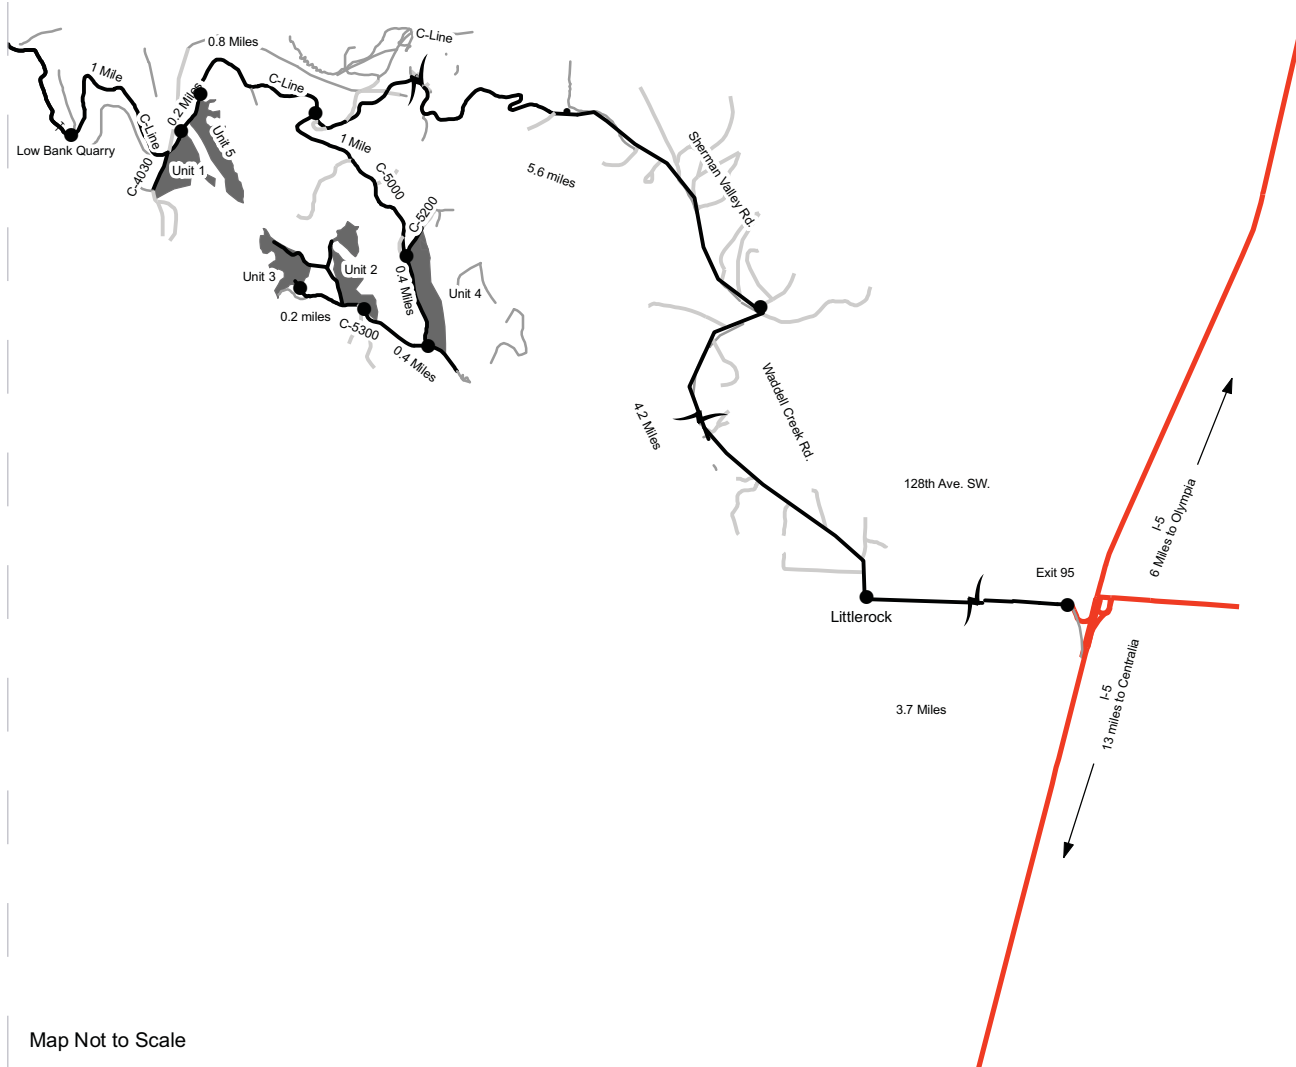 C-Line
0.8 Miles
1 Mile
C-Line
0.2 Miles
C-Line
Unit 5
Low Bank Quarry
Unit 1
C-4030
1 Mile
C-5000
5.6 miles
Sherman Valley Rd.
C-5200
Unit 3
Unit 2
0.4 Miles
Unit 4
0.2 miles
C-5300
0.4 Miles
4.2 Miles
Waddell Creek Rd.
128th Ave. SW.
I-5
6 Miles to Olympia
Exit 95
Littlerock
I-5
13 miles to Centralia
3.7 Miles
Map Not to Scale